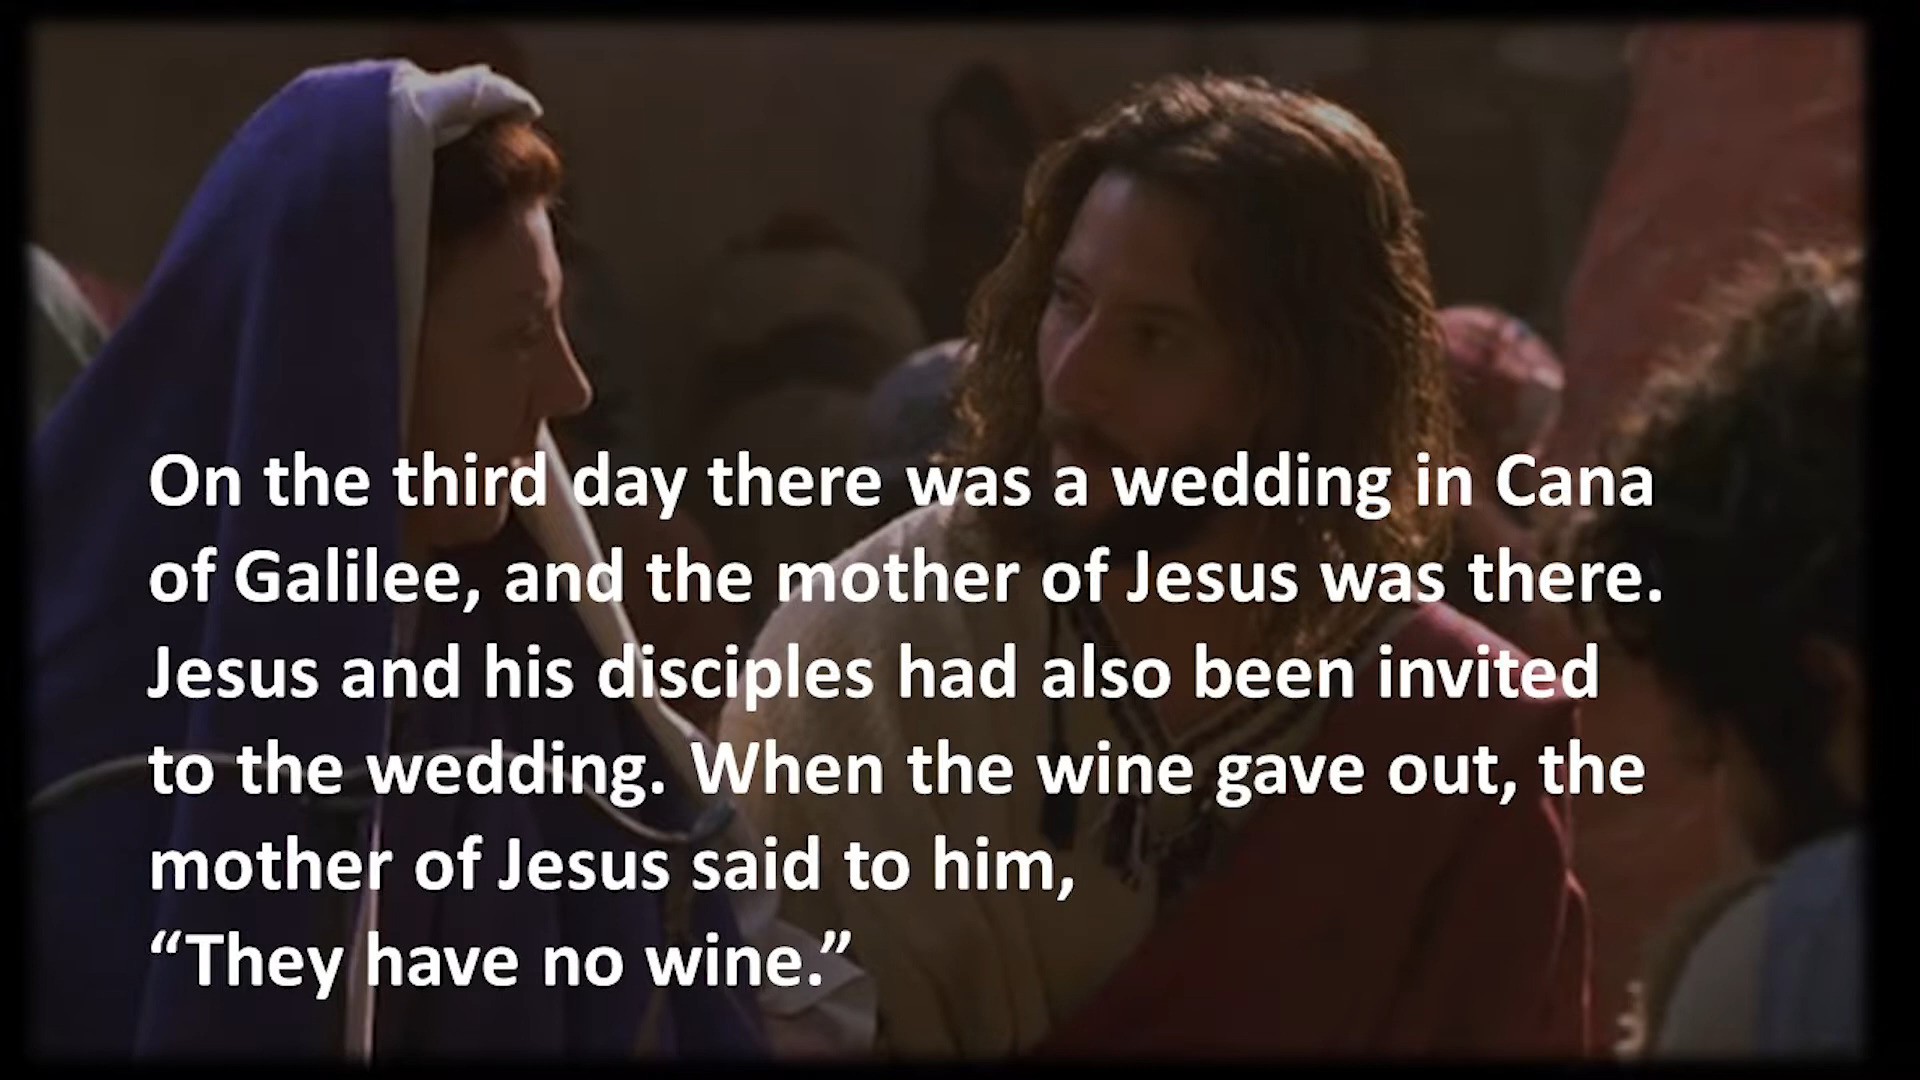 On the third day there was a wedding in Cana
of Galilee, and the mother of Jesus was there.
Jesus and his disciples had also been invited
to the wedding. When the wine gave out, the
mother of Jesus said to him,
“They have no wine.”